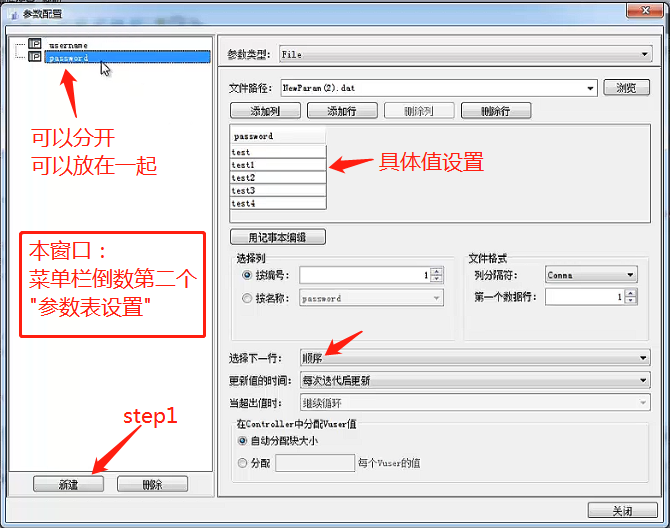 参数配置
username
password
可以分开
可以放在一起
本窗口：
菜单栏倒数第二个
"参数表设置"
step1
新建
删除
参数类型：
File
文件路径：
NewParam(2).dat
浏览
添加列
添加行
删除列
删除行
password
test
test1
test2
test3
test4
具体值设置
用记事本编辑
选择列
按编号：
1
按名称：
password
文件格式
列分隔符：
Comma
第一个数据行：
1
选择下一行：
顺序
更新值的时间：
每次迭代后更新
当超出值时：
继续循环
在Controller中分配Vuser值
自动分配块大小
分配
每个Vuser的值
关闭